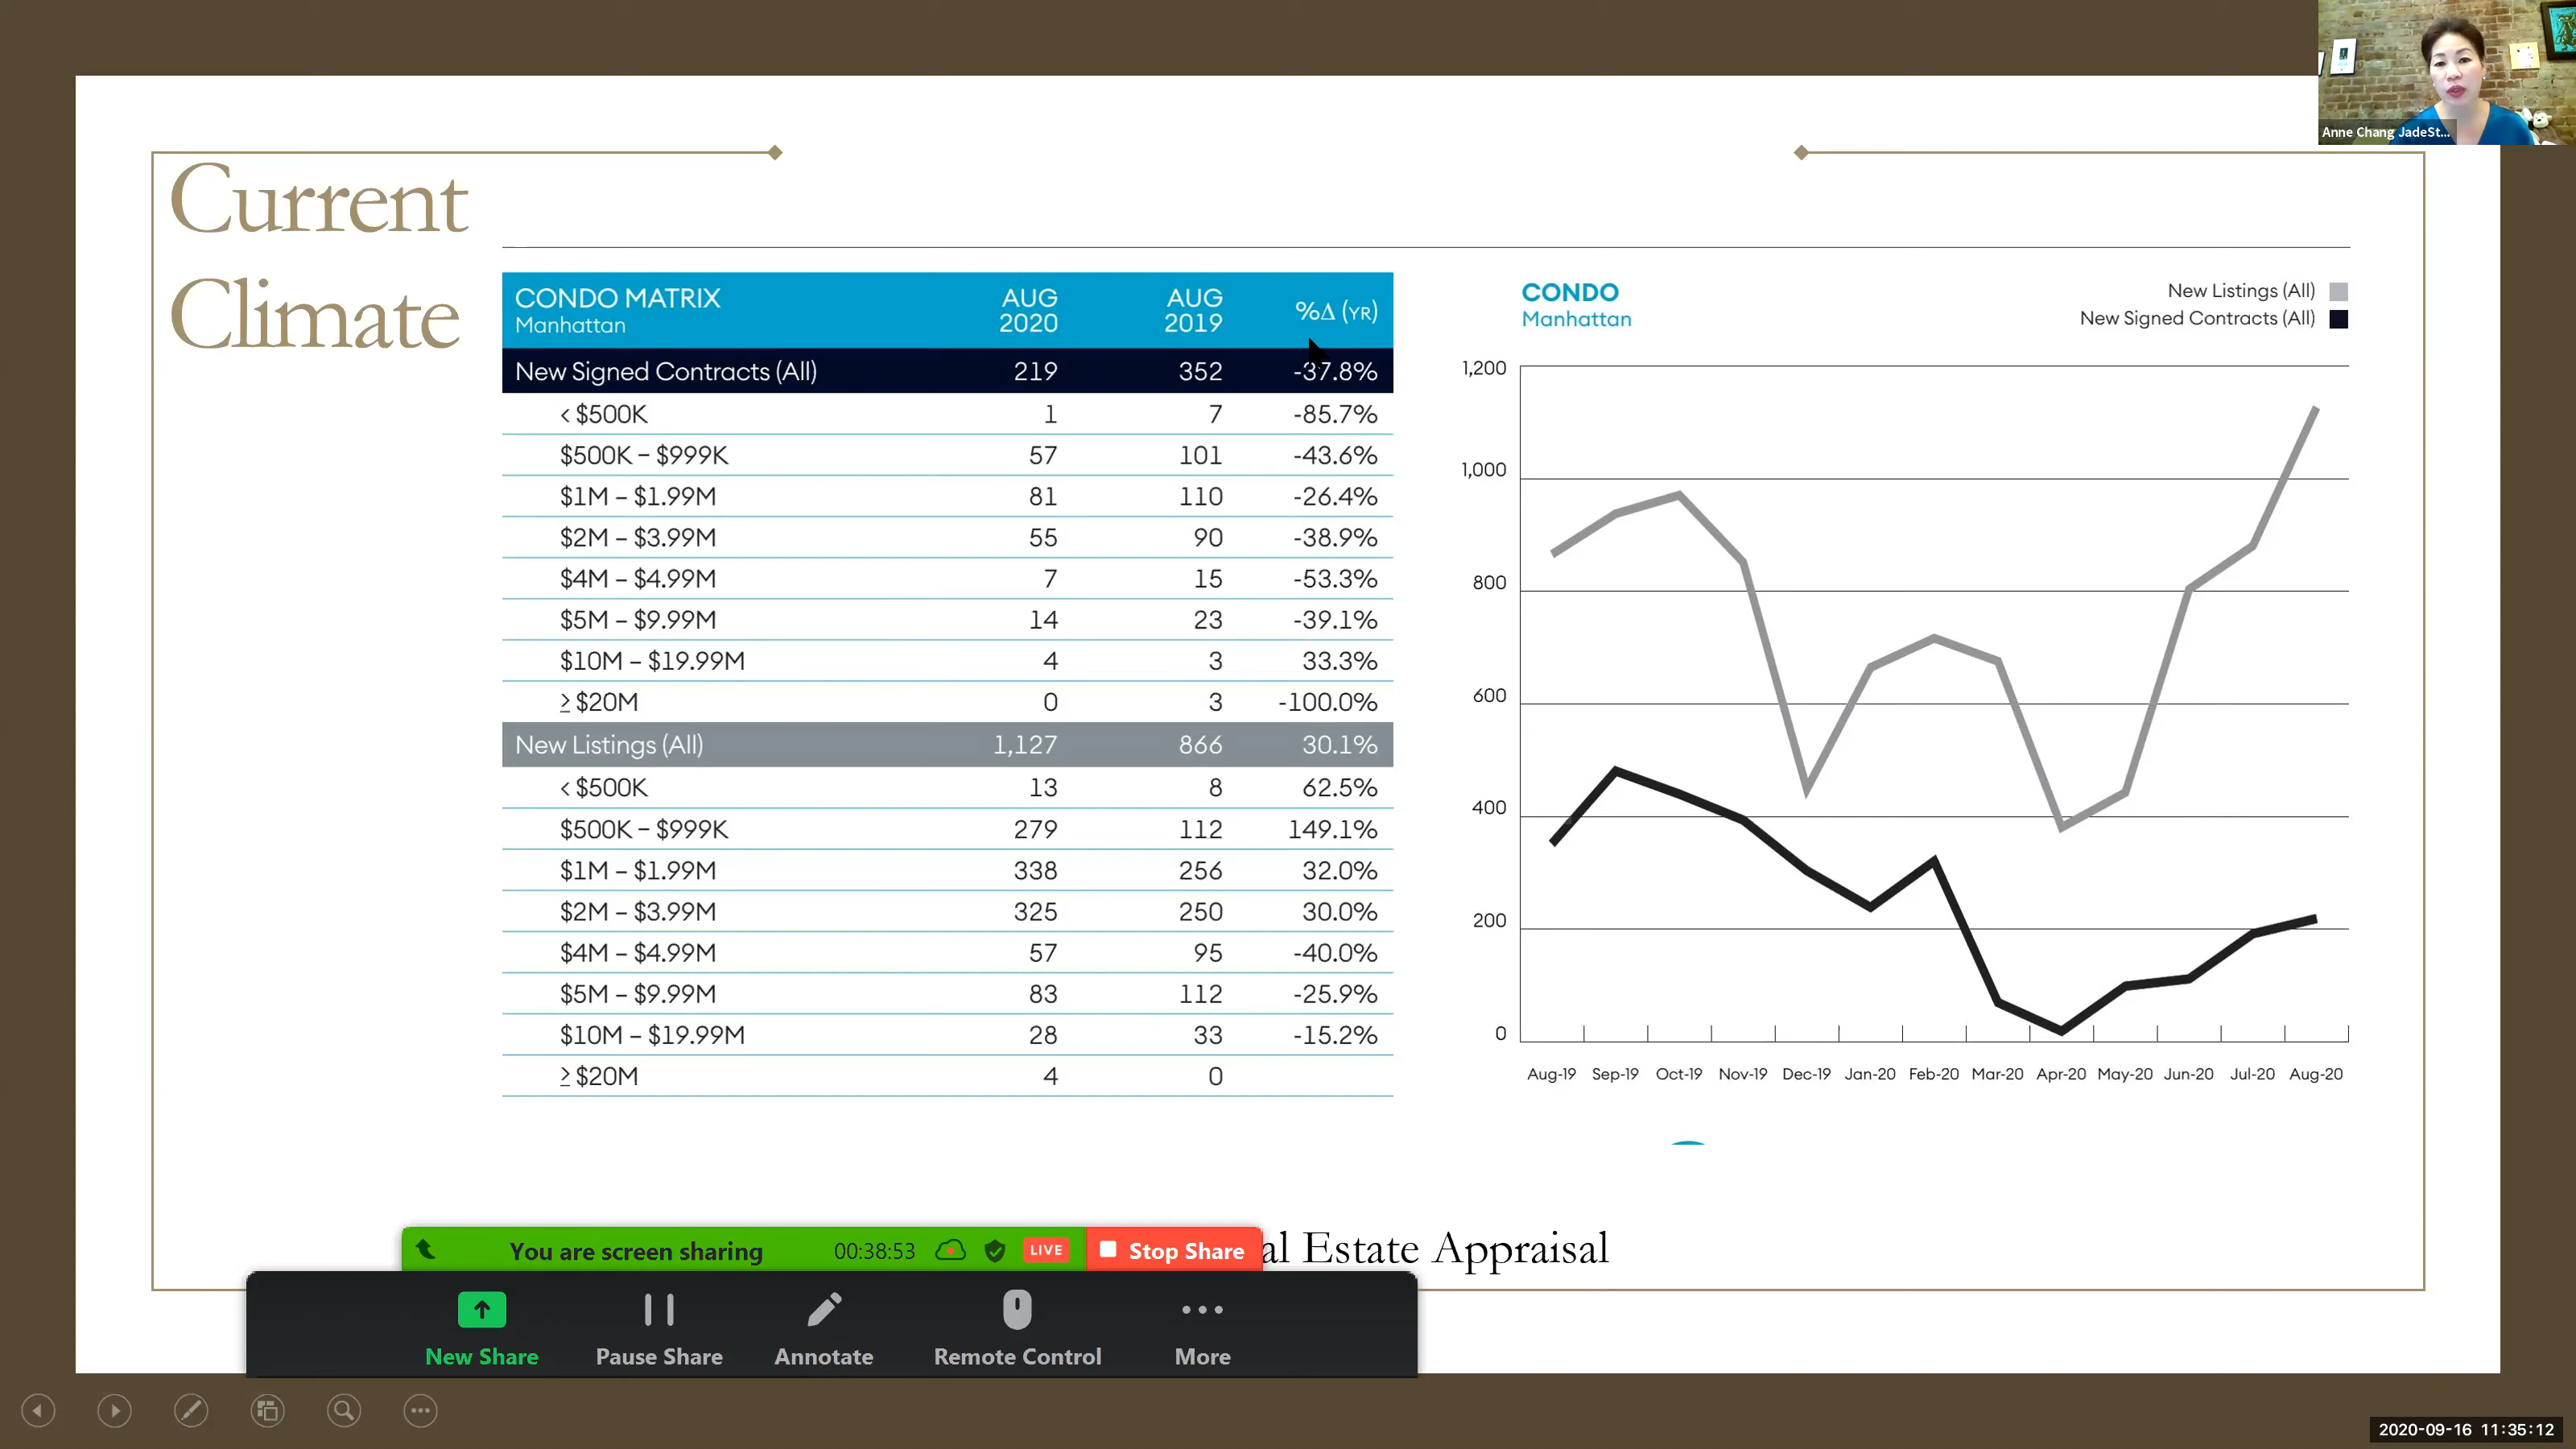 Anne Chang JadeSt...
Current
Climate
CONDO MATRIX
Manhattan
AUG
2020
AUG
2019
%Δ (YR)
New Signed Contracts (All) 219 352 -37.8%
< $500K 1 7 -85.7%
$500K – $999K 57 101 -43.6%
$1M – $1.99M 81 110 -26.4%
$2M – $3.99M 55 90 -38.9%
$4M – $4.99M 7 15 -53.3%
$5M – $9.99M 14 23 -39.1%
$10M – $19.99M 4 3 33.3%
≥ $20M 0 3 -100.0%
New Listings (All) 1,127 866 30.1%
< $500K 13 8 62.5%
$500K – $999K 279 112 149.1%
$1M – $1.99M 338 256 32.0%
$2M – $3.99M 325 250 30.0%
$4M – $4.99M 57 95 -40.0%
$5M – $9.99M 83 112 -25.9%
$10M – $19.99M 28 33 -15.2%
≥ $20M 4 0
CONDO
Manhattan
New Listings (All)
New Signed Contracts (All)
1,200
1,000
800
600
400
200
0
Aug-19 Sep-19 Oct-19 Nov-19 Dec-19 Jan-20 Feb-20 Mar-20 Apr-20 May-20 Jun-20 Jul-20 Aug-20
al Estate Appraisal
You are screen sharing 00:38:53 LIVE Stop Share
New Share Pause Share Annotate Remote Control More
2020-09-16 11:35:12